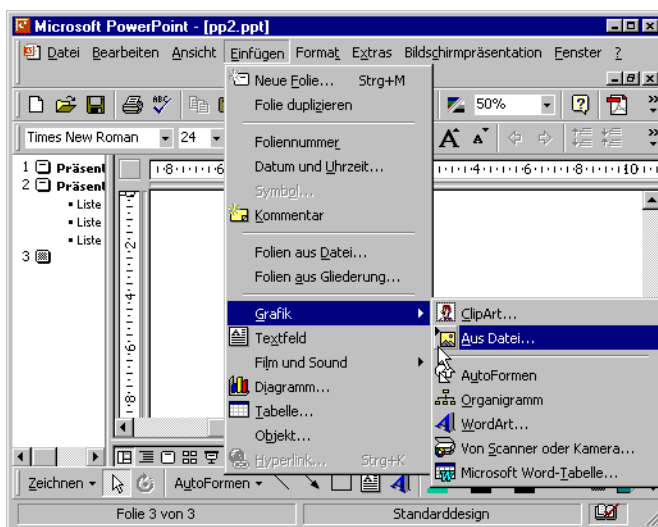 Microsoft PowerPoint - [pp2.ppt]
Datei Bearbeiten Ansicht Einfügen Format Extras Bildschirmpräsentation Fenster ?
Neue Folie... Strg+M
Folie duplizieren
50%
Times New Roman 24
Foliennummer
Datum und Uhrzeit...
Symbol...
Kommentar
Folien aus Datei...
Folien aus Gliederung...
Grafik
Textfeld
Film und Sound
Diagramm...
Tabelle...
Objekt...
Hyperlink... Strg+K
1 Präsent
2 Präsent
Liste
Liste
Liste
3
ClipArt...
Aus Datei...
AutoFormen
Organigramm
WordArt...
Von Scanner oder Kamera...
Microsoft Word-Tabelle...
Zeichnen AutoFormen
Folie 3 von 3 Standarddesign